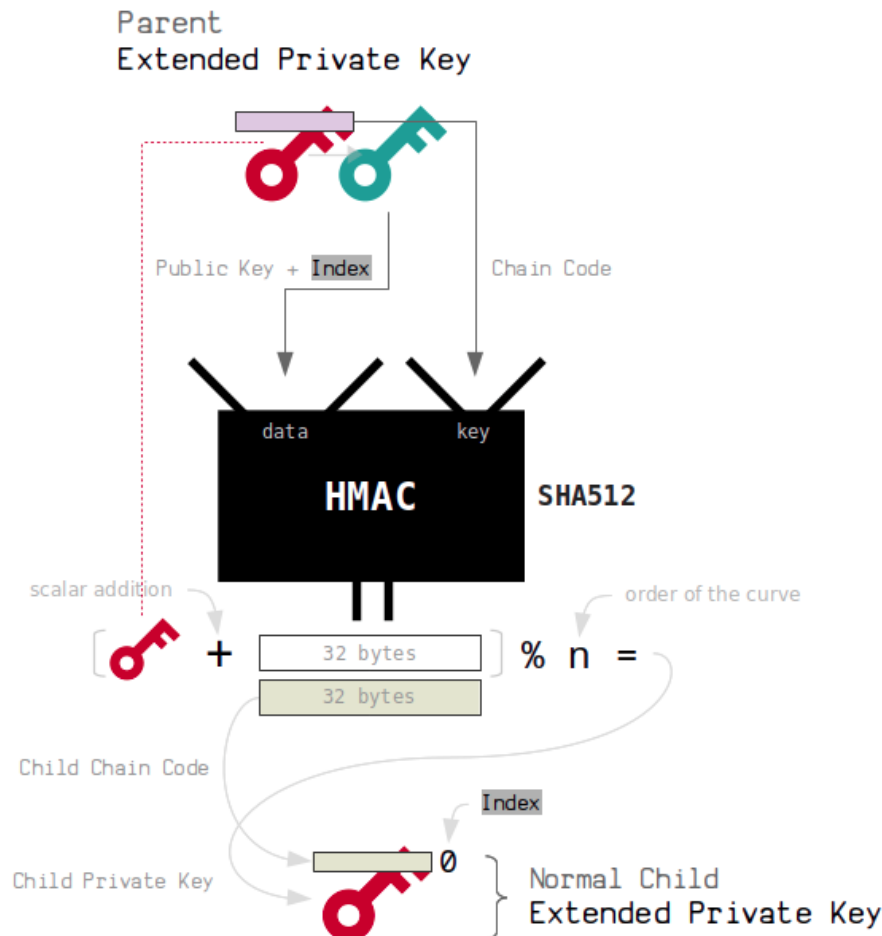 Parent
Extended Private Key
Public Key + Index
Chain Code
data
key
HMAC
SHA512
scalar addition
order of the curve
+
32 bytes
% n =
32 bytes
Child Chain Code
Index
0
Child Private Key
Normal Child
Extended Private Key